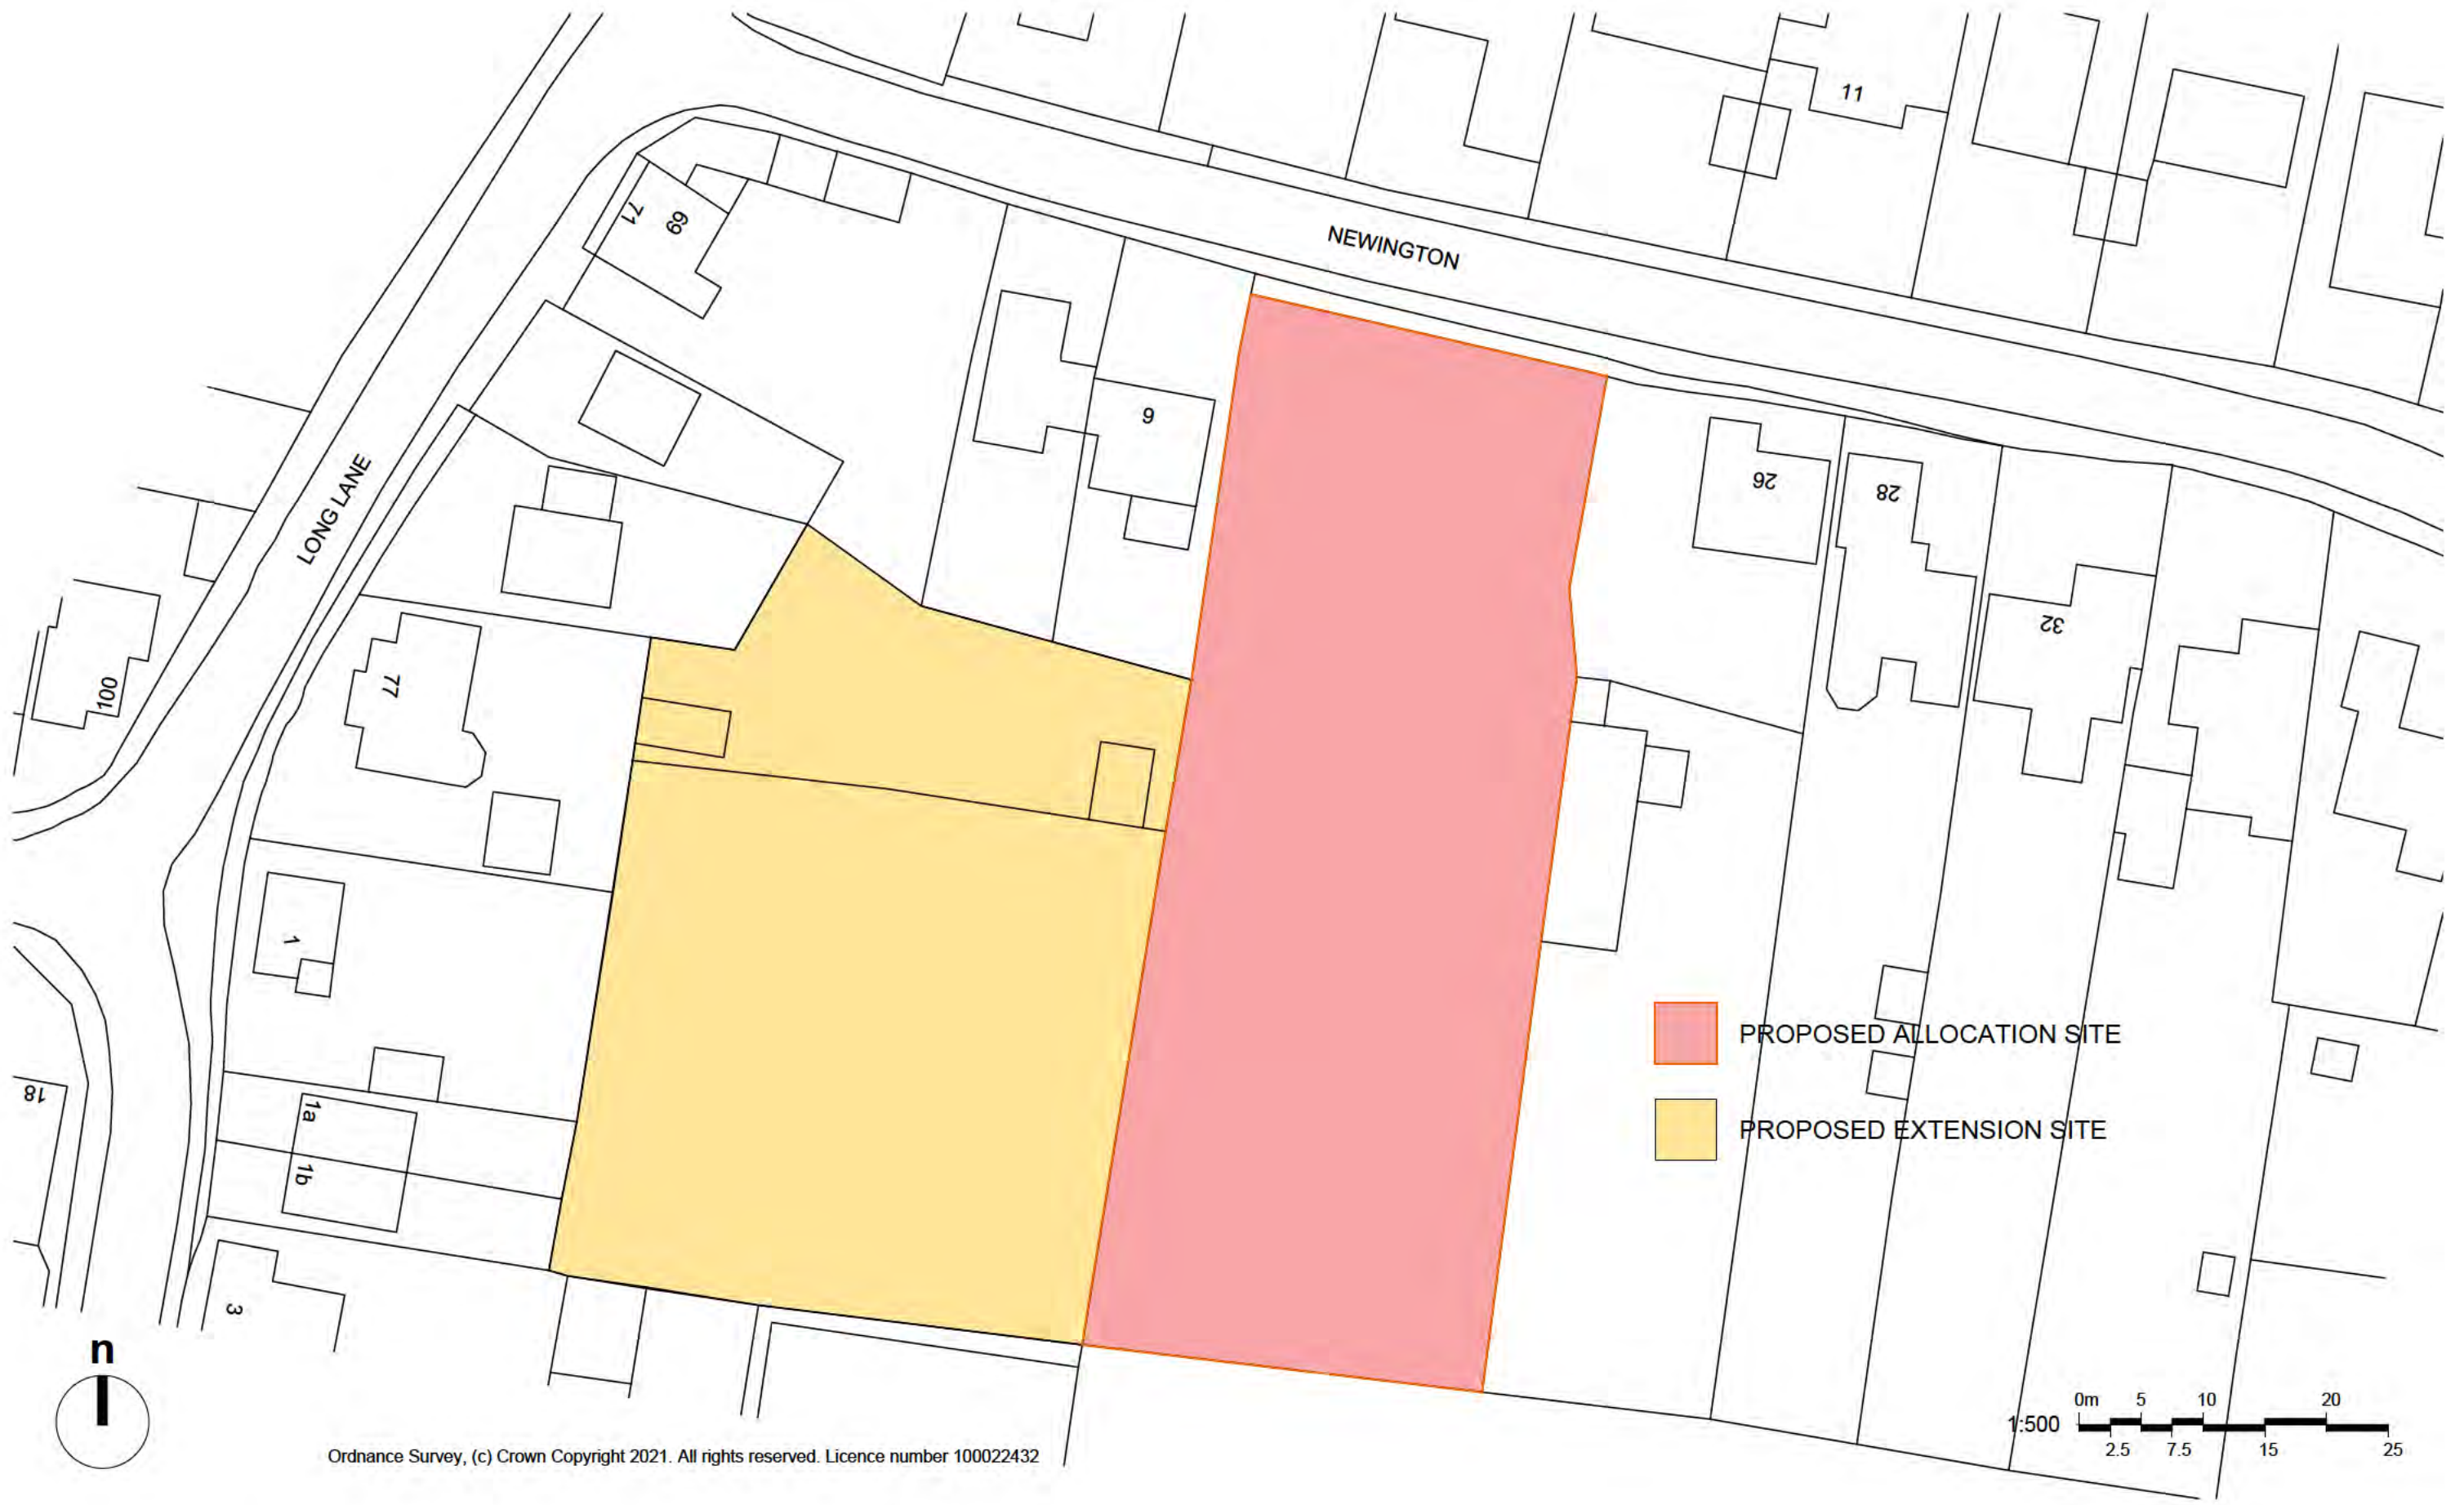 11
71
69
NEWINGTON
6
26
28
LONG LANE
32
77
100
1
PROPOSED ALLOCATION SITE
18
1a
PROPOSED EXTENSION SITE
1b
3
n
0m 5 10 20
1:500
2.5 7.5 15 25
Ordnance Survey, (c) Crown Copyright 2021. All rights reserved. Licence number 100022432